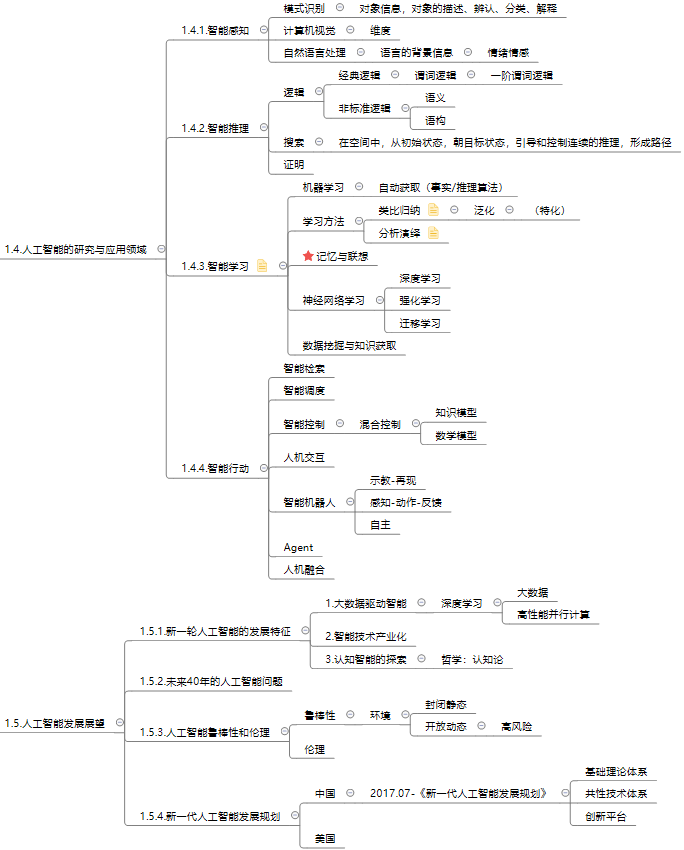 1.4.人工智能的研究与应用领域
1.4.1.智能感知
模式识别
对象信息，对象的描述、辨认、分类、解释
计算机视觉
维度
自然语言处理
语言的背景信息
情绪情感
1.4.2.智能推理
逻辑
经典逻辑
谓词逻辑
一阶谓词逻辑
非标准逻辑
语义
语构
搜索
在空间中，从初始状态，朝目标状态，引导和控制连续的推理，形成路径
证明
1.4.3.智能学习
机器学习
自动获取（事实/推理算法）
学习方法
类比归纳
泛化
（特化）
分析演绎
记忆与联想
神经网络学习
深度学习
强化学习
迁移学习
数据挖掘与知识获取
1.4.4.智能行动
智能检索
智能调度
智能控制
混合控制
知识模型
数学模型
人机交互
智能机器人
示教-再现
感知-动作-反馈
自主
Agent
人机融合
1.5.人工智能发展展望
1.5.1.新一轮人工智能的发展特征
1.大数据驱动智能
深度学习
大数据
高性能并行计算
2.智能技术产业化
3.认知智能的探索
哲学：认知论
1.5.2.未来40年的人工智能问题
1.5.3.人工智能鲁棒性和伦理
鲁棒性
环境
封闭静态
开放动态
高风险
伦理
1.5.4.新一代人工智能发展规划
中国
2017.07-《新一代人工智能发展规划》
基础理论体系
共性技术体系
创新平台
美国